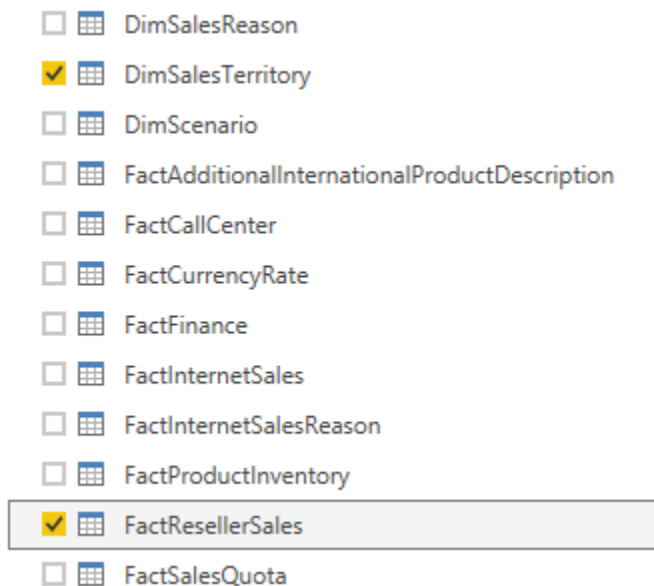 DimSalesReason
DimSalesTerritory
DimScenario
FactAdditionalInternationalProductDescription
FactCallCenter
FactCurrencyRate
FactFinance
FactInternetSales
FactInternetSalesReason
FactProductInventory
FactResellerSales
FactSalesQuota